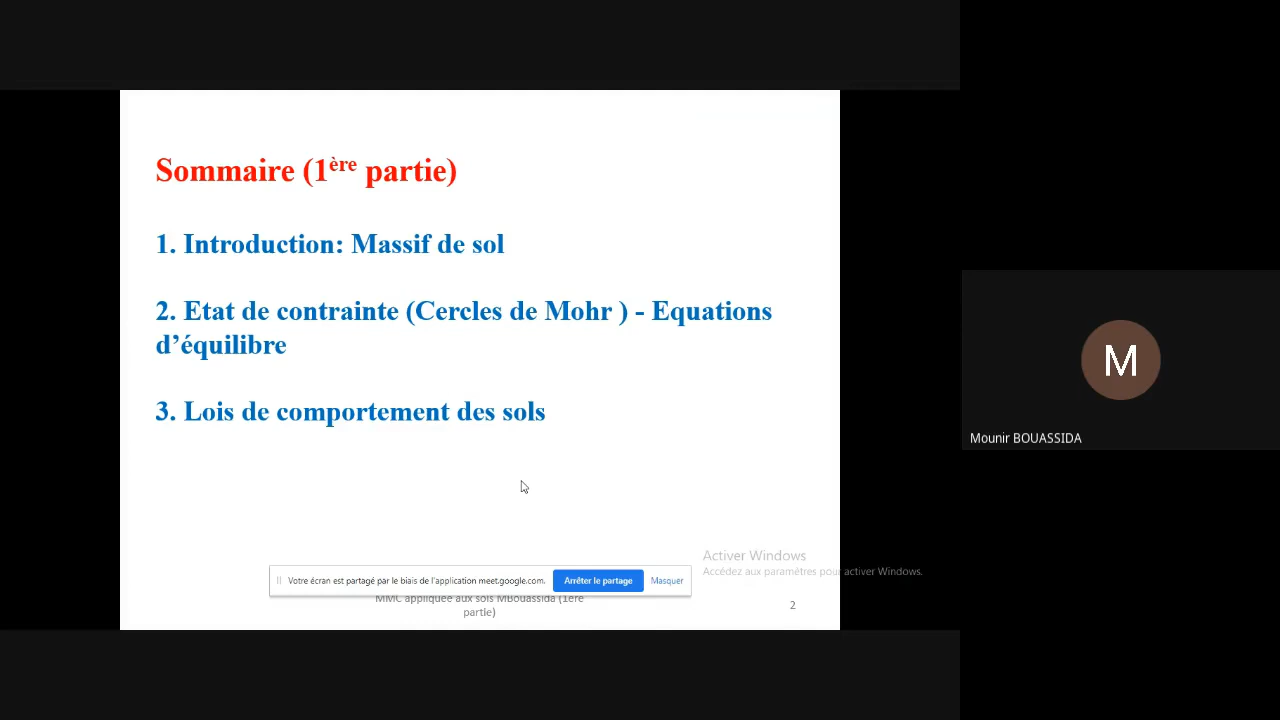 Sommaire (1ère partie)
1. Introduction: Massif de sol
2. Etat de contrainte (Cercles de Mohr ) - Equations
d’équilibre
3. Lois de comportement des sols
M
Mounir BOUASSIDA
Activer Windows
Accédez aux paramètres pour activer Windows.
Votre écran est partagé par le biais de l'application meet.google.com.
Arrêter le partage
Masquer
MMC appliquée aux sols MBouassida (1ère
partie)
2